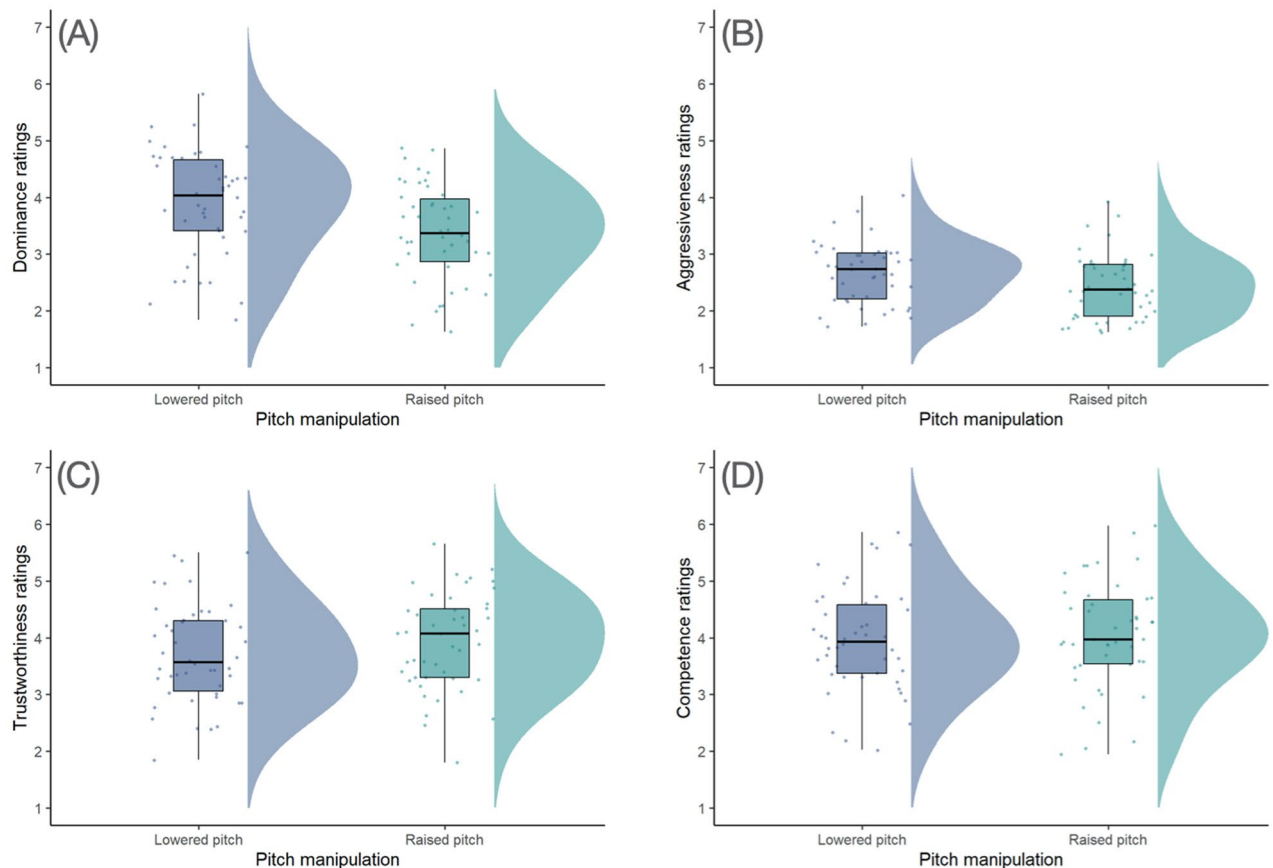 (A)
Dominance ratings
7
6
5
4
3
2
1
Lowered pitch
Raised pitch
Pitch manipulation
(B)
Aggressiveness ratings
7
6
5
4
3
2
1
Lowered pitch
Raised pitch
Pitch manipulation
(C)
Trustworthiness ratings
7
6
5
4
3
2
1
Lowered pitch
Raised pitch
Pitch manipulation
(D)
Competence ratings
7
6
5
4
3
2
1
Lowered pitch
Raised pitch
Pitch manipulation